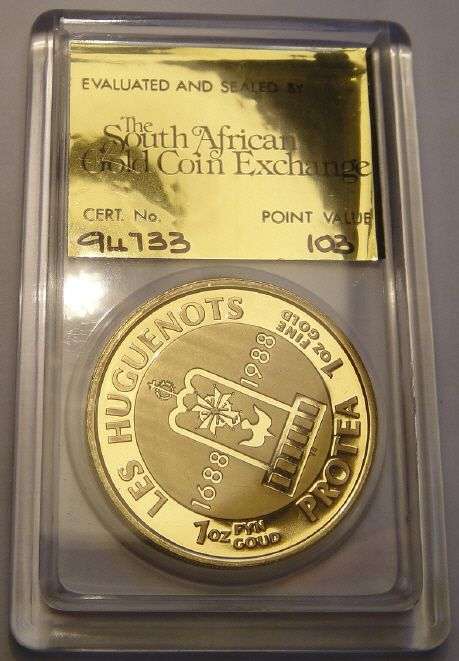 EVALUATED AND SEALED BY
The
South African
Gold Coin Exchange
CERT. No.
POINT VALUE
94733
103
LES HUGUENOTS
1oz FINE
GOLD
1688
1988
1oz FYN
GOUD
PROTEA